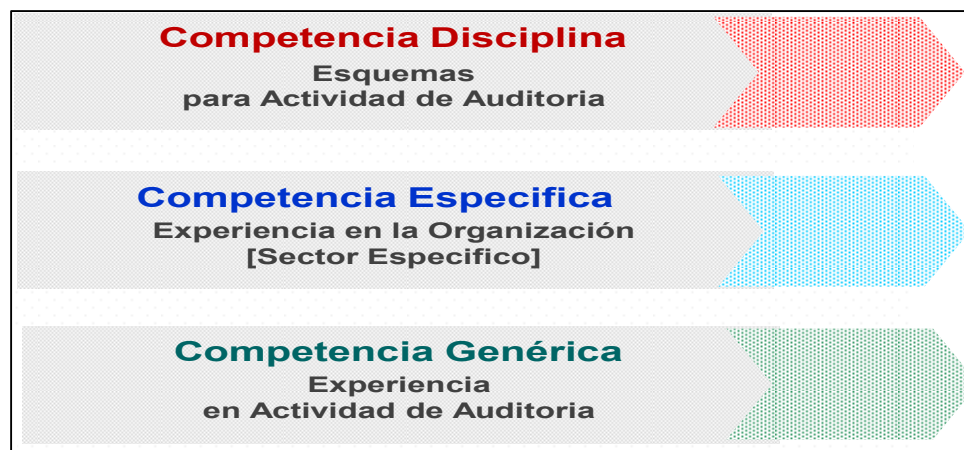 Competencia Disciplina
Esquemas
para Actividad de Auditoria
Competencia Especifica
Experiencia en la Organización
[Sector Especifico]
Competencia Genérica
Experiencia
en Actividad de Auditoria